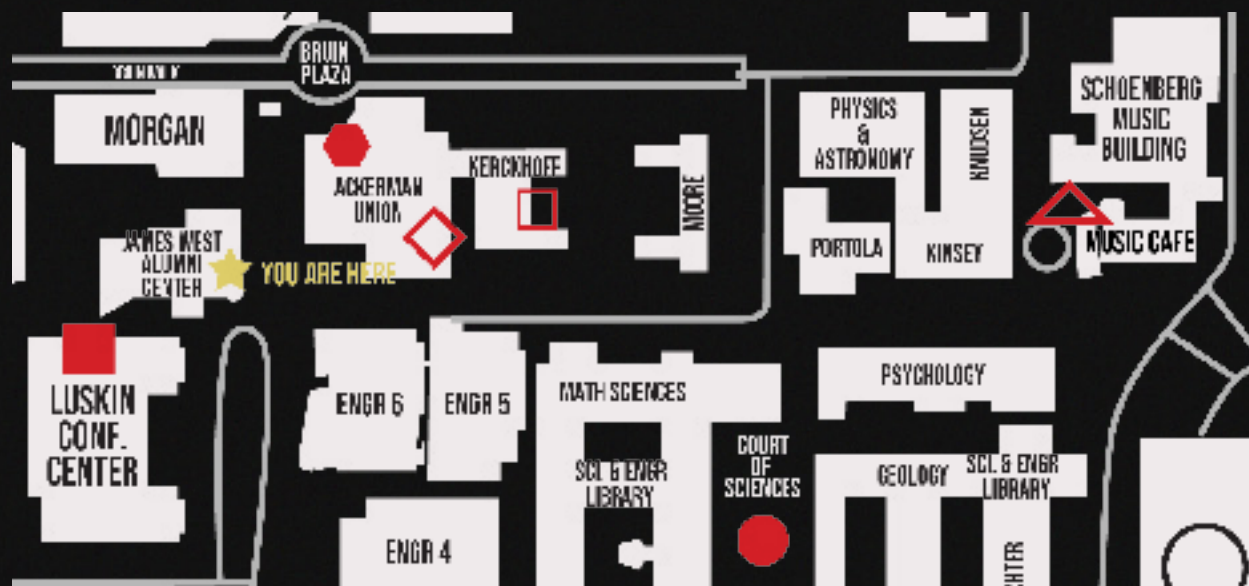 BRUIN
PLAZA
MORGAN
PHYSICS
&
ASTRONOMY
KNUDSEN
SCHOENBERG
MUSIC
BUILDING
ACKERMAN
UNION
KERCKHOFF
MOORE
PORTOLA
KINSEY
MUSIC CAFE
JAMES WEST
ALUMNI
CENTER
YOU ARE HERE
LUSKIN
CONF.
CENTER
ENGR 6
ENGR 5
MATH SCIENCES
PSYCHOLOGY
SCI. & ENGR
LIBRARY
COURT
OF
SCIENCES
GEOLOGY
SCI. & ENGR
LIBRARY
ENGR 4